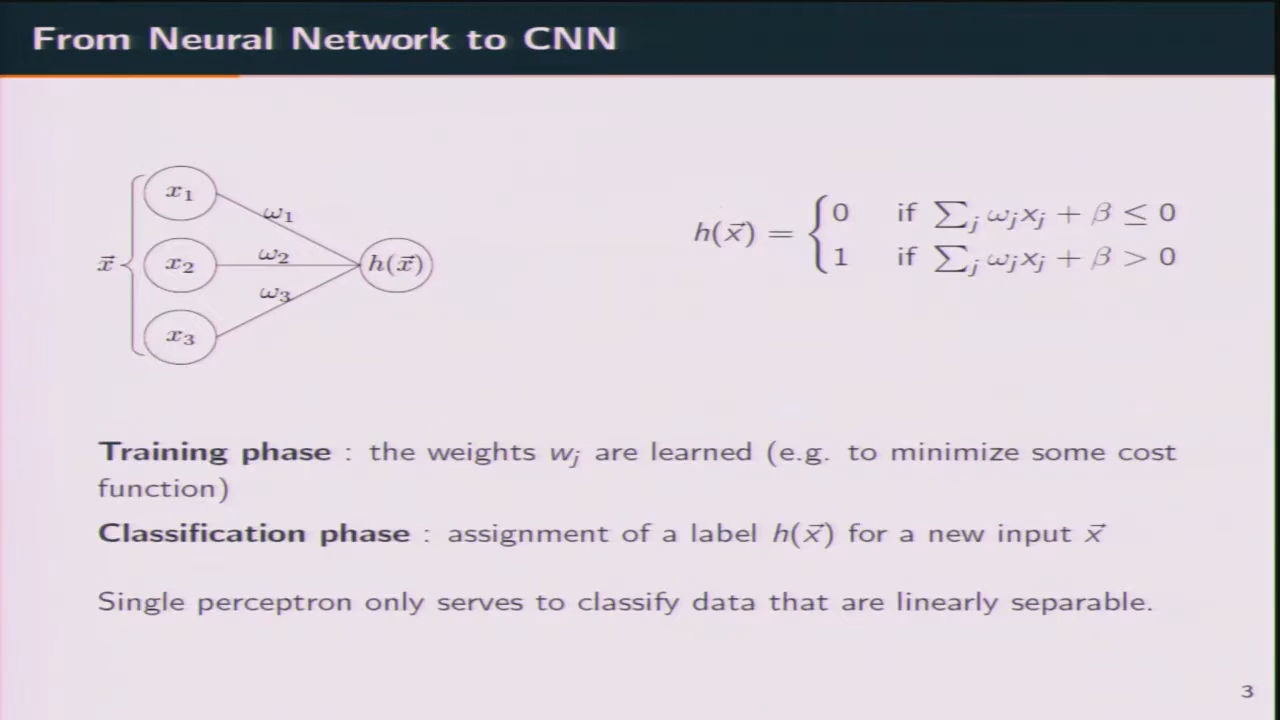 From Neural Network to CNN
x⃗ { x₁ x₂ x₃
ω₁
ω₂
ω₃
h(x⃗)
h(x⃗) = { 0 if ∑ⱼ ωⱼxⱼ + β ≤ 0
1 if ∑ⱼ ωⱼxⱼ + β > 0
Training phase : the weights wⱼ are learned (e.g. to minimize some cost
function)
Classification phase : assignment of a label h(x⃗) for a new input x⃗
Single perceptron only serves to classify data that are linearly separable.
3